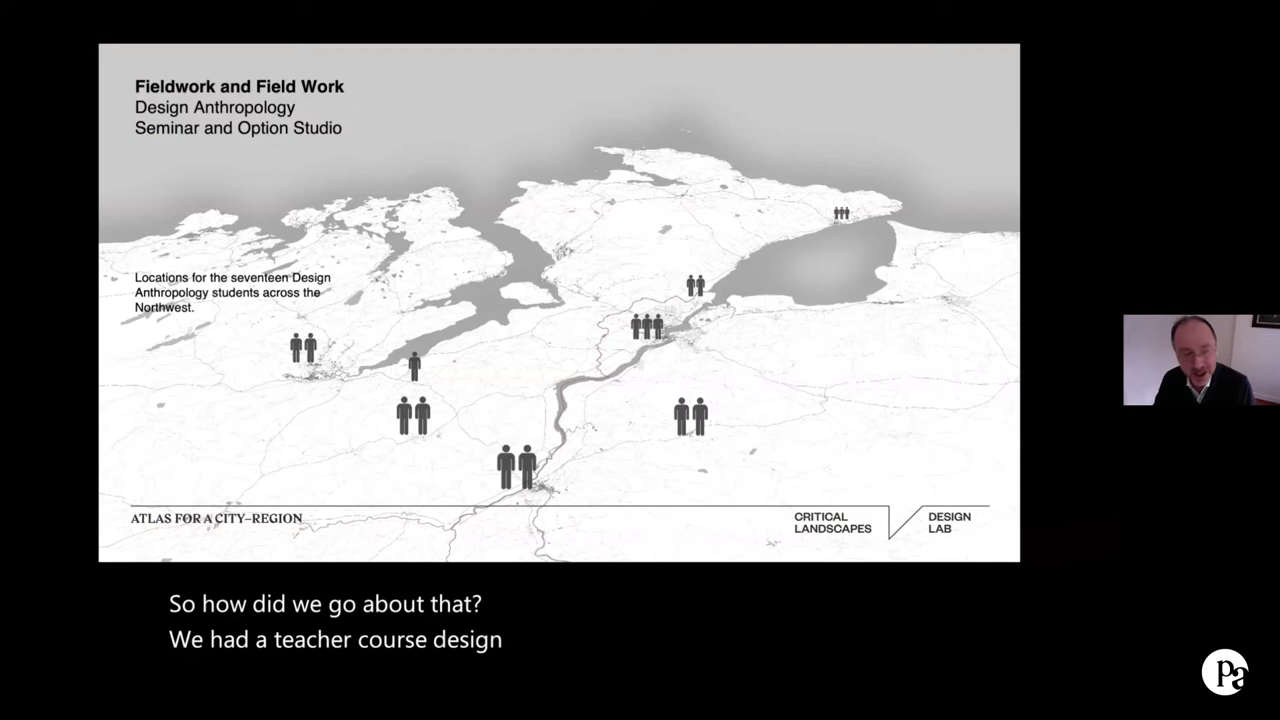 Fieldwork and Field Work
Design Anthropology
Seminar and Option Studio
Locations for the seventeen Design
Anthropology students across the
Northwest.
ATLAS FOR A CITY–REGION
CRITICAL
LANDSCAPES
DESIGN
LAB
So how did we go about that?
We had a teacher course design
pa